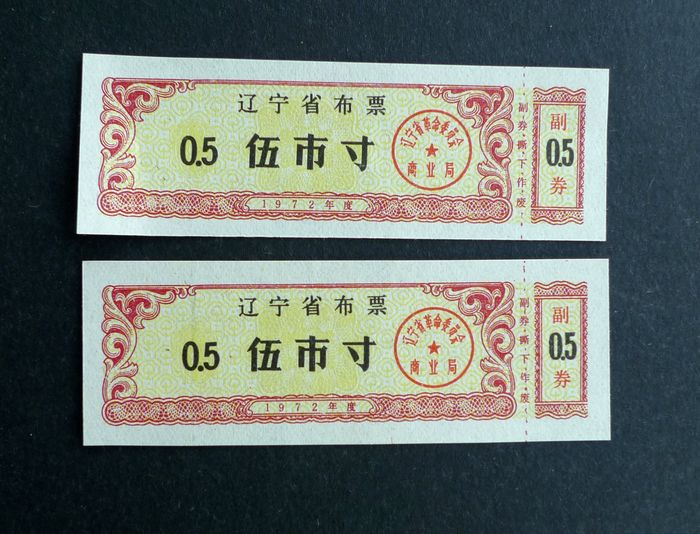 辽宁省布票
0.5 伍市寸
辽宁省革命委员会
商业局
1972年度
副券撕下作废
副
0.5
券
辽宁省布票
0.5 伍市寸
辽宁省革命委员会
商业局
1972年度
副券撕下作废
副
0.5
券